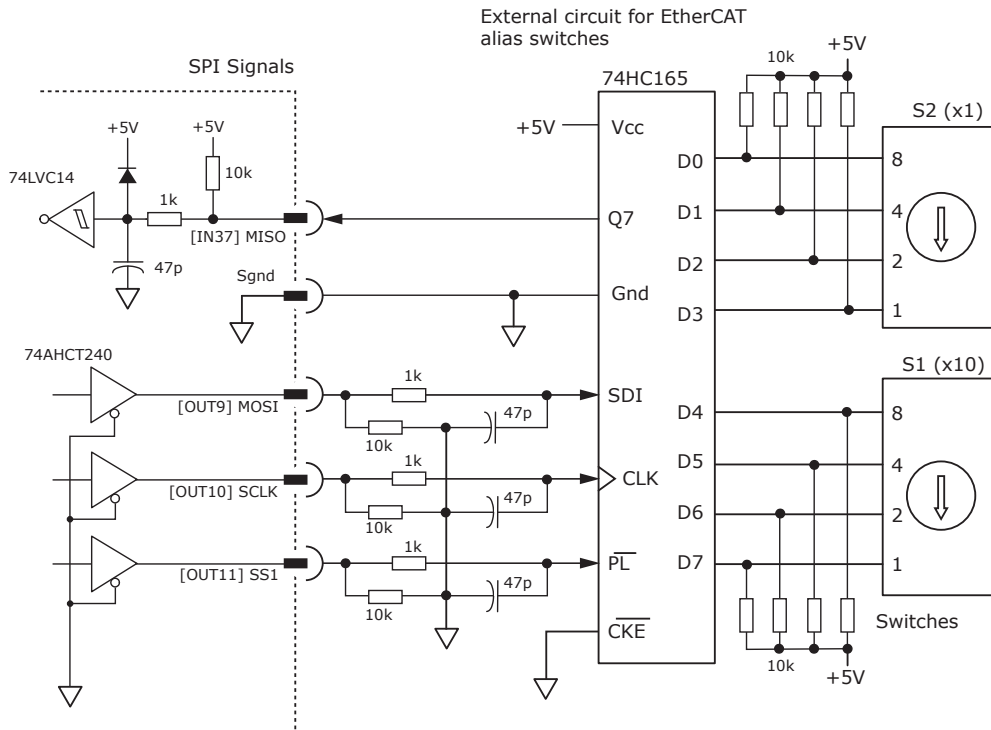 External circuit for EtherCAT
alias switches
SPI Signals
74HC165
+5V
10k
S2 (x1)
+5V
+5V
+5V
Vcc
74LVC14
10k
1k
D0
8
[IN37] MISO
Q7
D1
4
47p
D2
2
Sgnd
Gnd
D3
1
74AHCT240
S1 (x10)
1k
[OUT9] MOSI
SDI
D4
8
47p
10k
D5
4
1k
[OUT10] SCLK
CLK
47p
D6
2
10k
1k
[OUT11] SS1
PL
D7
1
47p
10k
CKE
Switches
10k
+5V